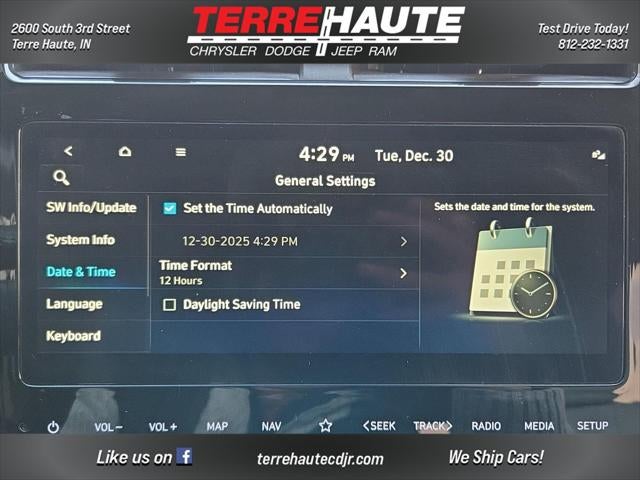 2600 South 3rd Street
Terre Haute, IN
TERRE HAUTE
CHRYSLER DODGE JEEP RAM
Test Drive Today!
812-232-1331
4:29 PM Tue, Dec. 30
General Settings
SW Info/Update
System Info
Date & Time
Language
Keyboard
Set the Time Automatically
12-30-2025 4:29 PM
Time Format
12 Hours
Daylight Saving Time
Sets the date and time for the system.
VOL− VOL+ MAP NAV <SEEK TRACK> RADIO MEDIA SETUP
Like us on f
terrehautecdjr.com
We Ship Cars!